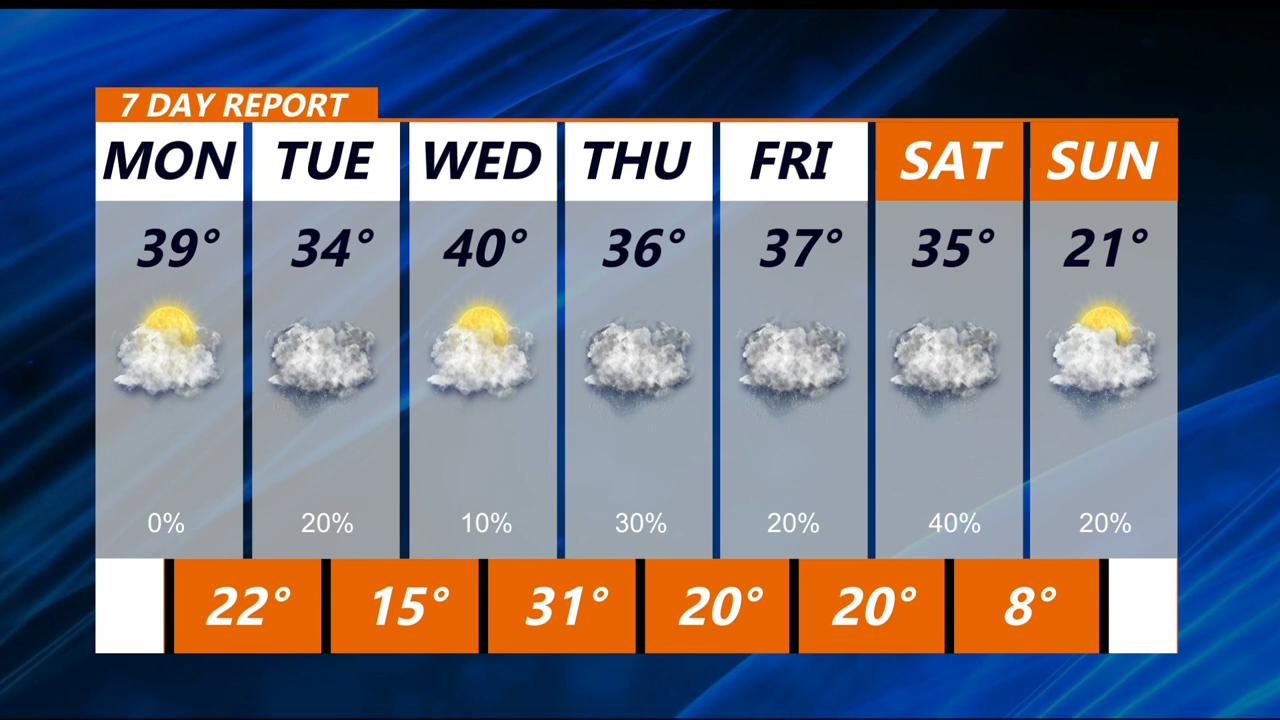 7 DAY REPORT
MON TUE WED THU FRI SAT SUN
39° 34° 40° 36° 37° 35° 21°
0% 20% 10% 30% 20% 40% 20%
22° 15° 31° 20° 20° 8°